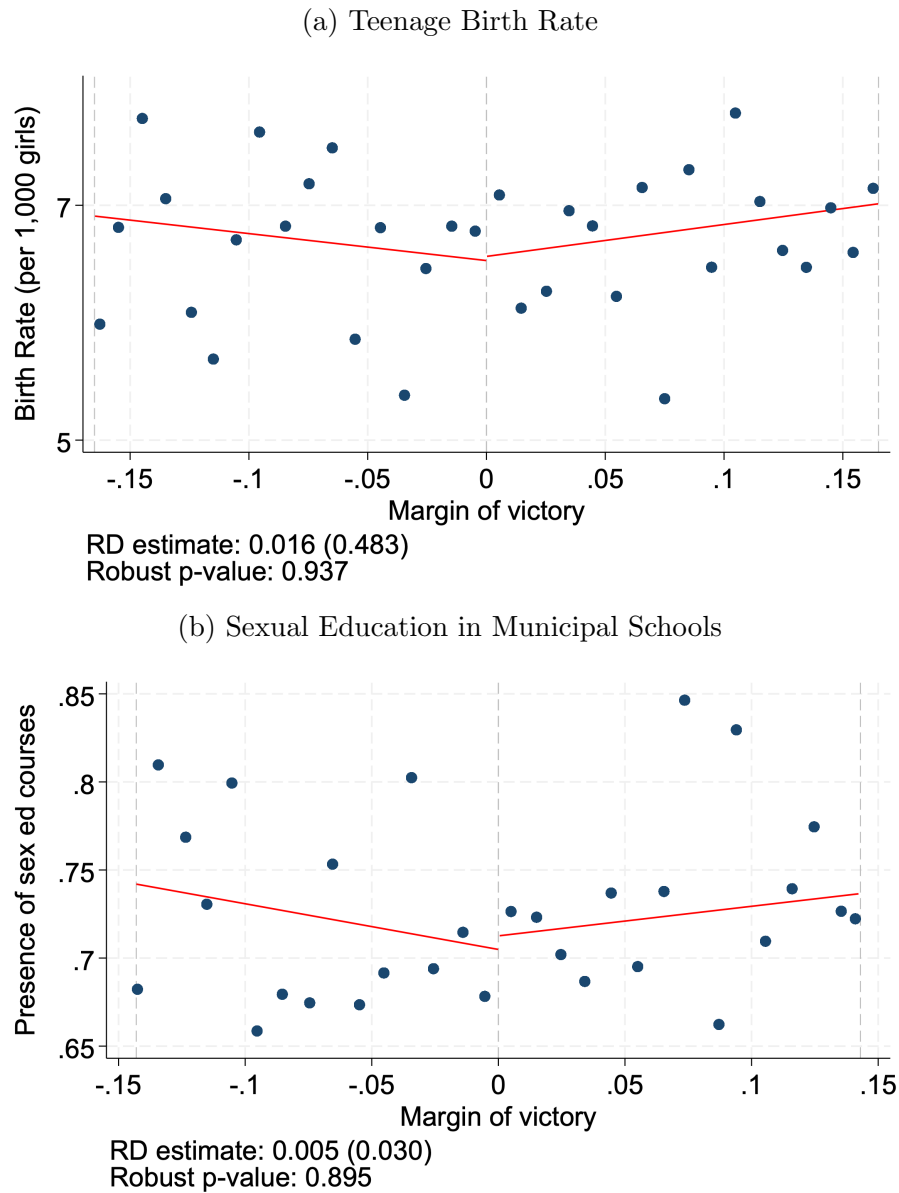 (a) Teenage Birth Rate
Birth Rate (per 1,000 girls)
7
5
-.15 -.1 -.05 0 .05 .1 .15
Margin of victory
RD estimate: 0.016 (0.483)
Robust p-value: 0.937
(b) Sexual Education in Municipal Schools
Presence of sex ed courses
.85
.8
.75
.7
.65
-.15 -.1 -.05 0 .05 .1 .15
Margin of victory
RD estimate: 0.005 (0.030)
Robust p-value: 0.895